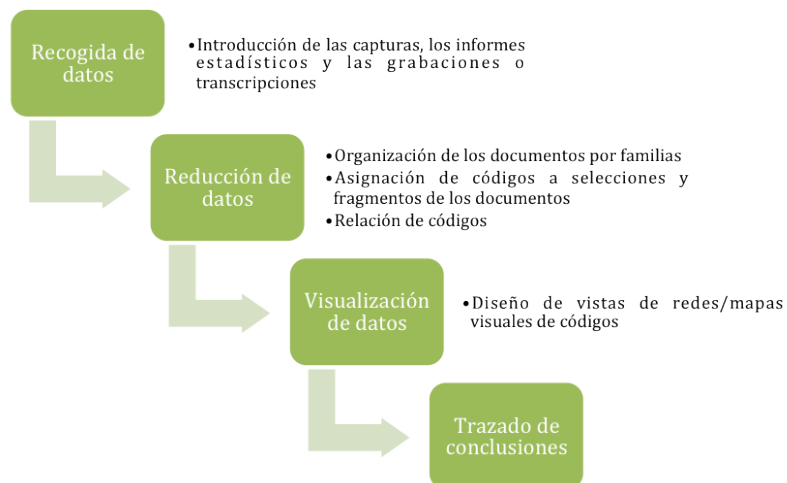 Recogida de
datos
•Introducción de las capturas, los informes
estadísticos y las grabaciones o
transcripciones
Reducción de
datos
•Organización de los documentos por familias
•Asignación de códigos a selecciones y
fragmentos de los documentos
•Relación de códigos
Visualización
de datos
•Diseño de vistas de redes/mapas
visuales de códigos
Trazado de
conclusiones